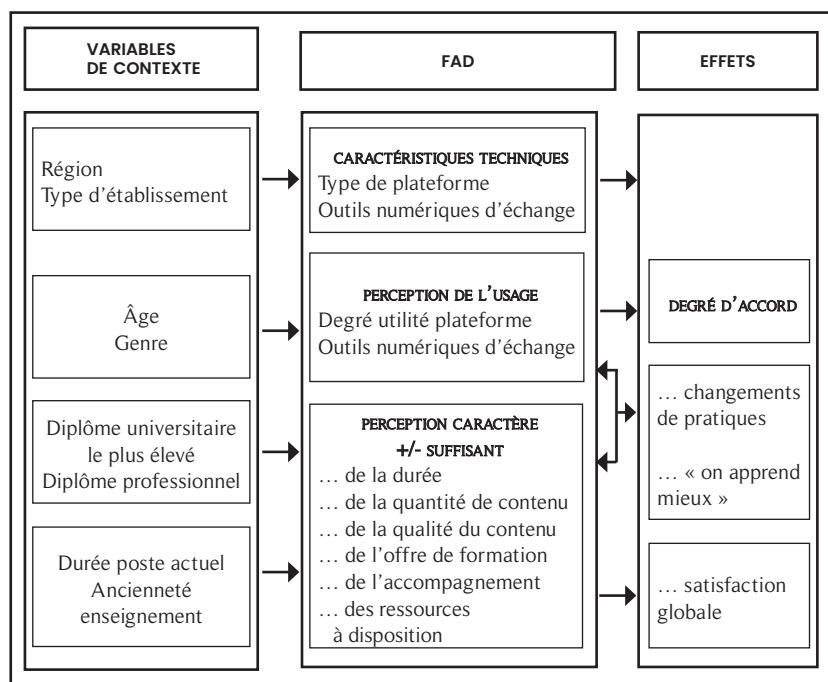 VARIABLES
DE CONTEXTE
FAD
EFFETS
Région
Type d'établissement
CARACTÉRISTIQUES TECHNIQUES
Type de plateforme
Outils numériques d'échange
Âge
Genre
PERCEPTION DE L'USAGE
Degré utilité plateforme
Outils numériques d'échange
DEGRÉ D'ACCORD
Diplôme universitaire
le plus élevé
Diplôme professionnel
PERCEPTION CARACTÈRE
+/- SUFFISANT
… de la durée
… de la quantité de contenu
… de la qualité du contenu
… de l'offre de formation
… de l'accompagnement
… des ressources
à disposition
… changements
de pratiques
… « on apprend
mieux »
Durée poste actuel
Ancienneté
enseignement
… satisfaction
globale